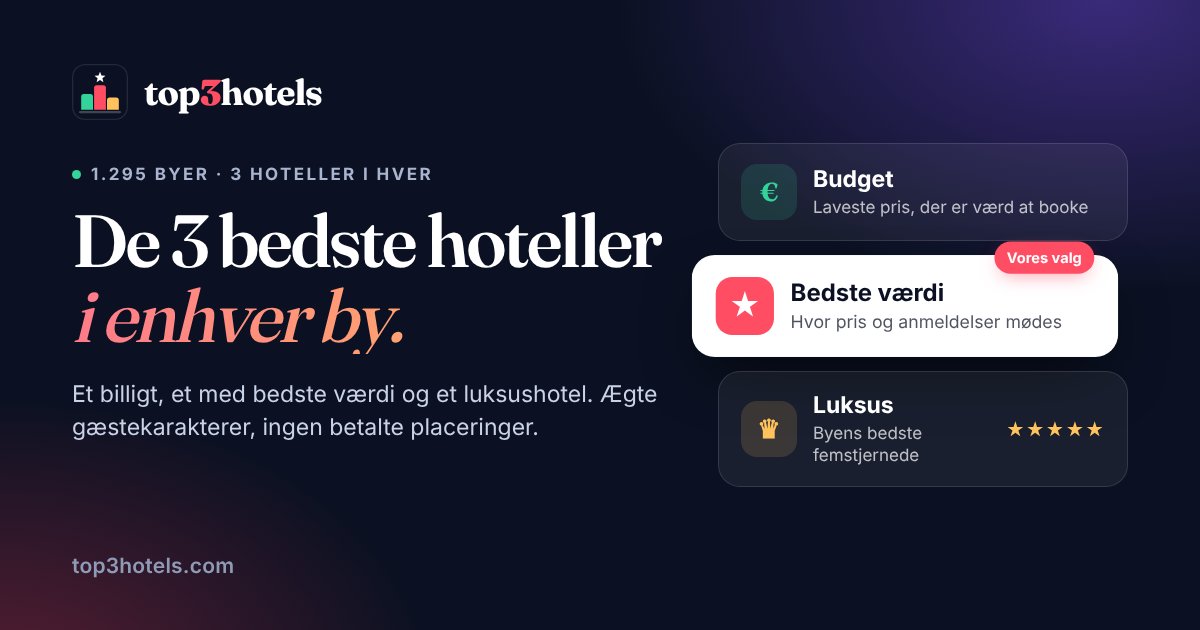 top3hotels
1.295 BYER · 3 HOTELLER I HVER
De 3 bedste hoteller
i enhver by.
Et billigt, et med bedste værdi og et luksushotel. Ægte
gæstekarakterer, ingen betalte placeringer.
top3hotels.com
€
Budget
Laveste pris, der er værd at booke
Vores valg
Bedste værdi
Hvor pris og anmeldelser mødes
Luksus
Byens bedste
femstjernede
★★★★★